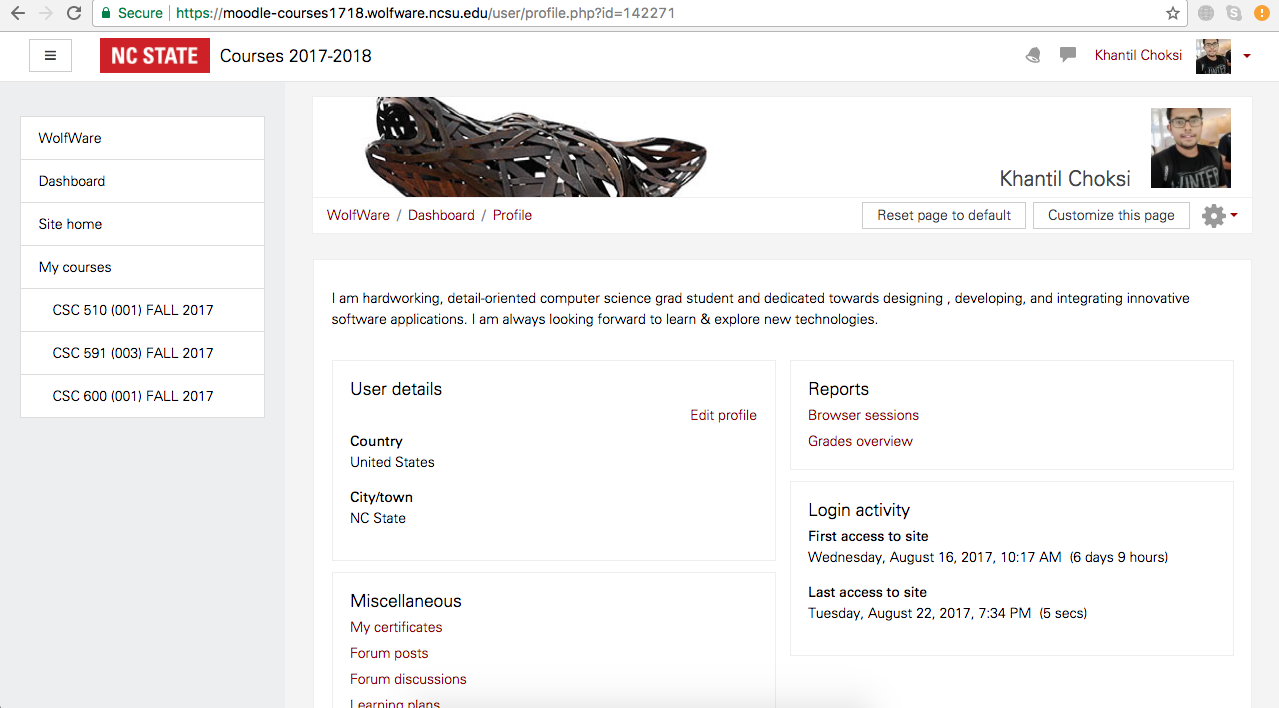 Secure https://moodle-courses1718.wolfware.ncsu.edu/user/profile.php?id=142271
NC STATE Courses 2017-2018
Khantil Choksi
WolfWare
Dashboard
Site home
My courses
CSC 510 (001) FALL 2017
CSC 591 (003) FALL 2017
CSC 600 (001) FALL 2017
Khantil Choksi
WolfWare / Dashboard / Profile
Reset page to default
Customize this page
I am hardworking, detail-oriented computer science grad student and dedicated towards designing , developing, and integrating innovative
software applications. I am always looking forward to learn & explore new technologies.
User details
Edit profile
Country
United States
City/town
NC State
Miscellaneous
My certificates
Forum posts
Forum discussions
Learning plans
Reports
Browser sessions
Grades overview
Login activity
First access to site
Wednesday, August 16, 2017, 10:17 AM (6 days 9 hours)
Last access to site
Tuesday, August 22, 2017, 7:34 PM (5 secs)